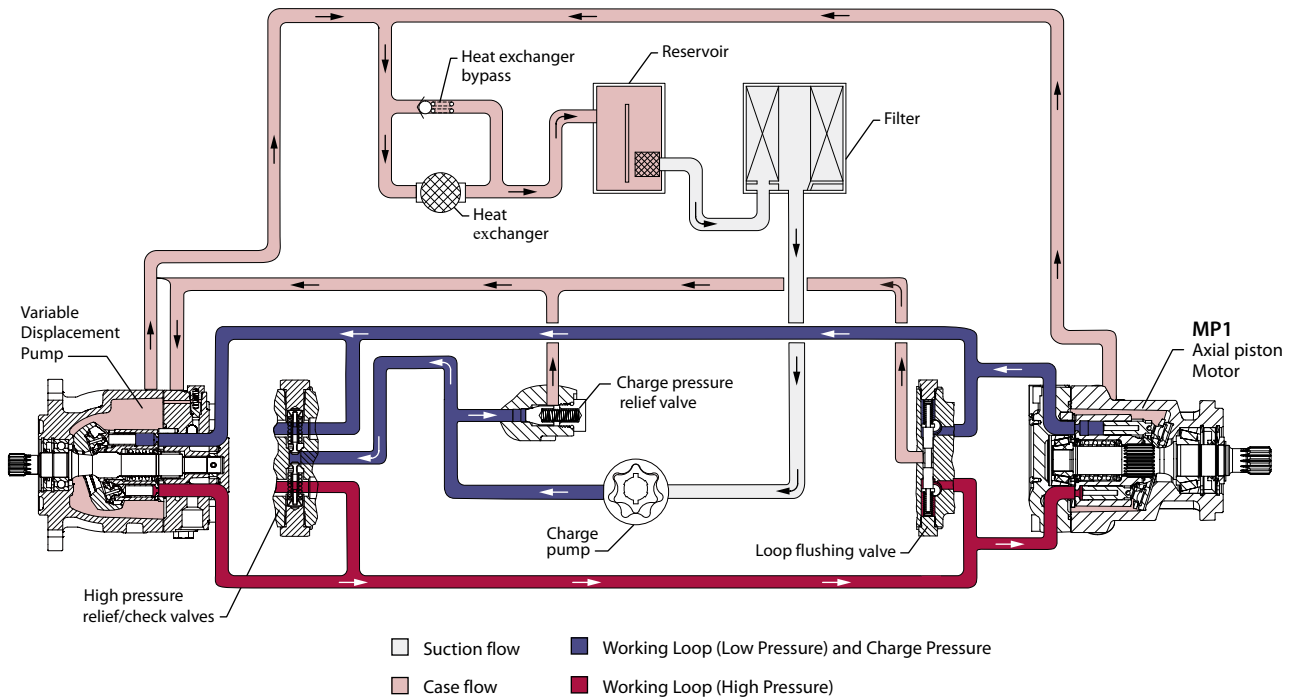 Heat exchanger
bypass
Reservoir
Filter
Heat
exchanger
Variable
Displacement
Pump
MP1
Axial piston
Motor
Charge pressure
relief valve
Charge
pump
Loop flushing valve
High pressure
relief/check valves
Suction flow
Working Loop (Low Pressure) and Charge Pressure
Case flow
Working Loop (High Pressure)